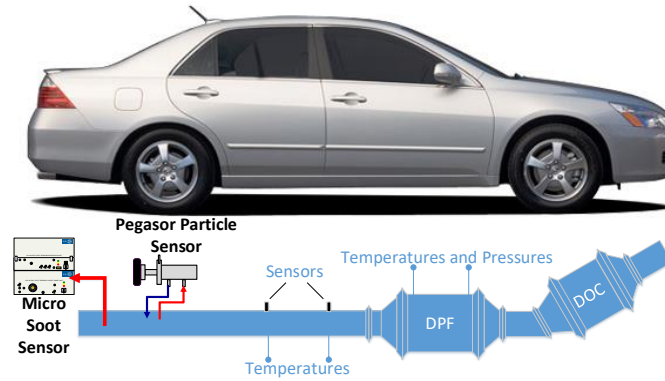 Pegasor Particle
Sensor
Micro
Soot
Sensor
Sensors
Temperatures
Temperatures and Pressures
DPF
DOC